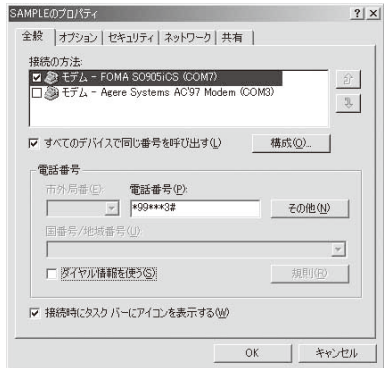 SAMPLEのプロパティ
全般 オプション セキュリティ ネットワーク 共有
接続の方法:
モデム - FOMA SO905iCS (COM7)
モデム - Agere Systems AC'97 Modem (COM3)
すべてのデバイスで同じ番号を呼び出す(L) 構成(O)...
電話番号
市外局番(E): 電話番号(P):
*99***3# その他(N)
国番号/地域番号(U):
ダイヤル情報を使う(S) 規則(R)
接続時にタスク バーにアイコンを表示する(W)
OK キャンセル